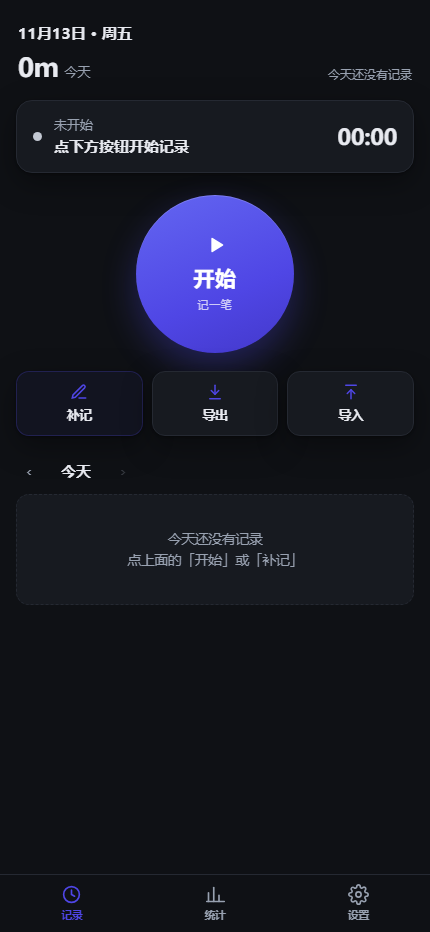 11月13日 • 周五
0m 今天
今天还没有记录
未开始
点下方按钮开始记录
00:00
开始
记一笔
补记
导出
导入
‹ 今天 ›
今天还没有记录
点上面的「开始」或「补记」
记录
统计
设置